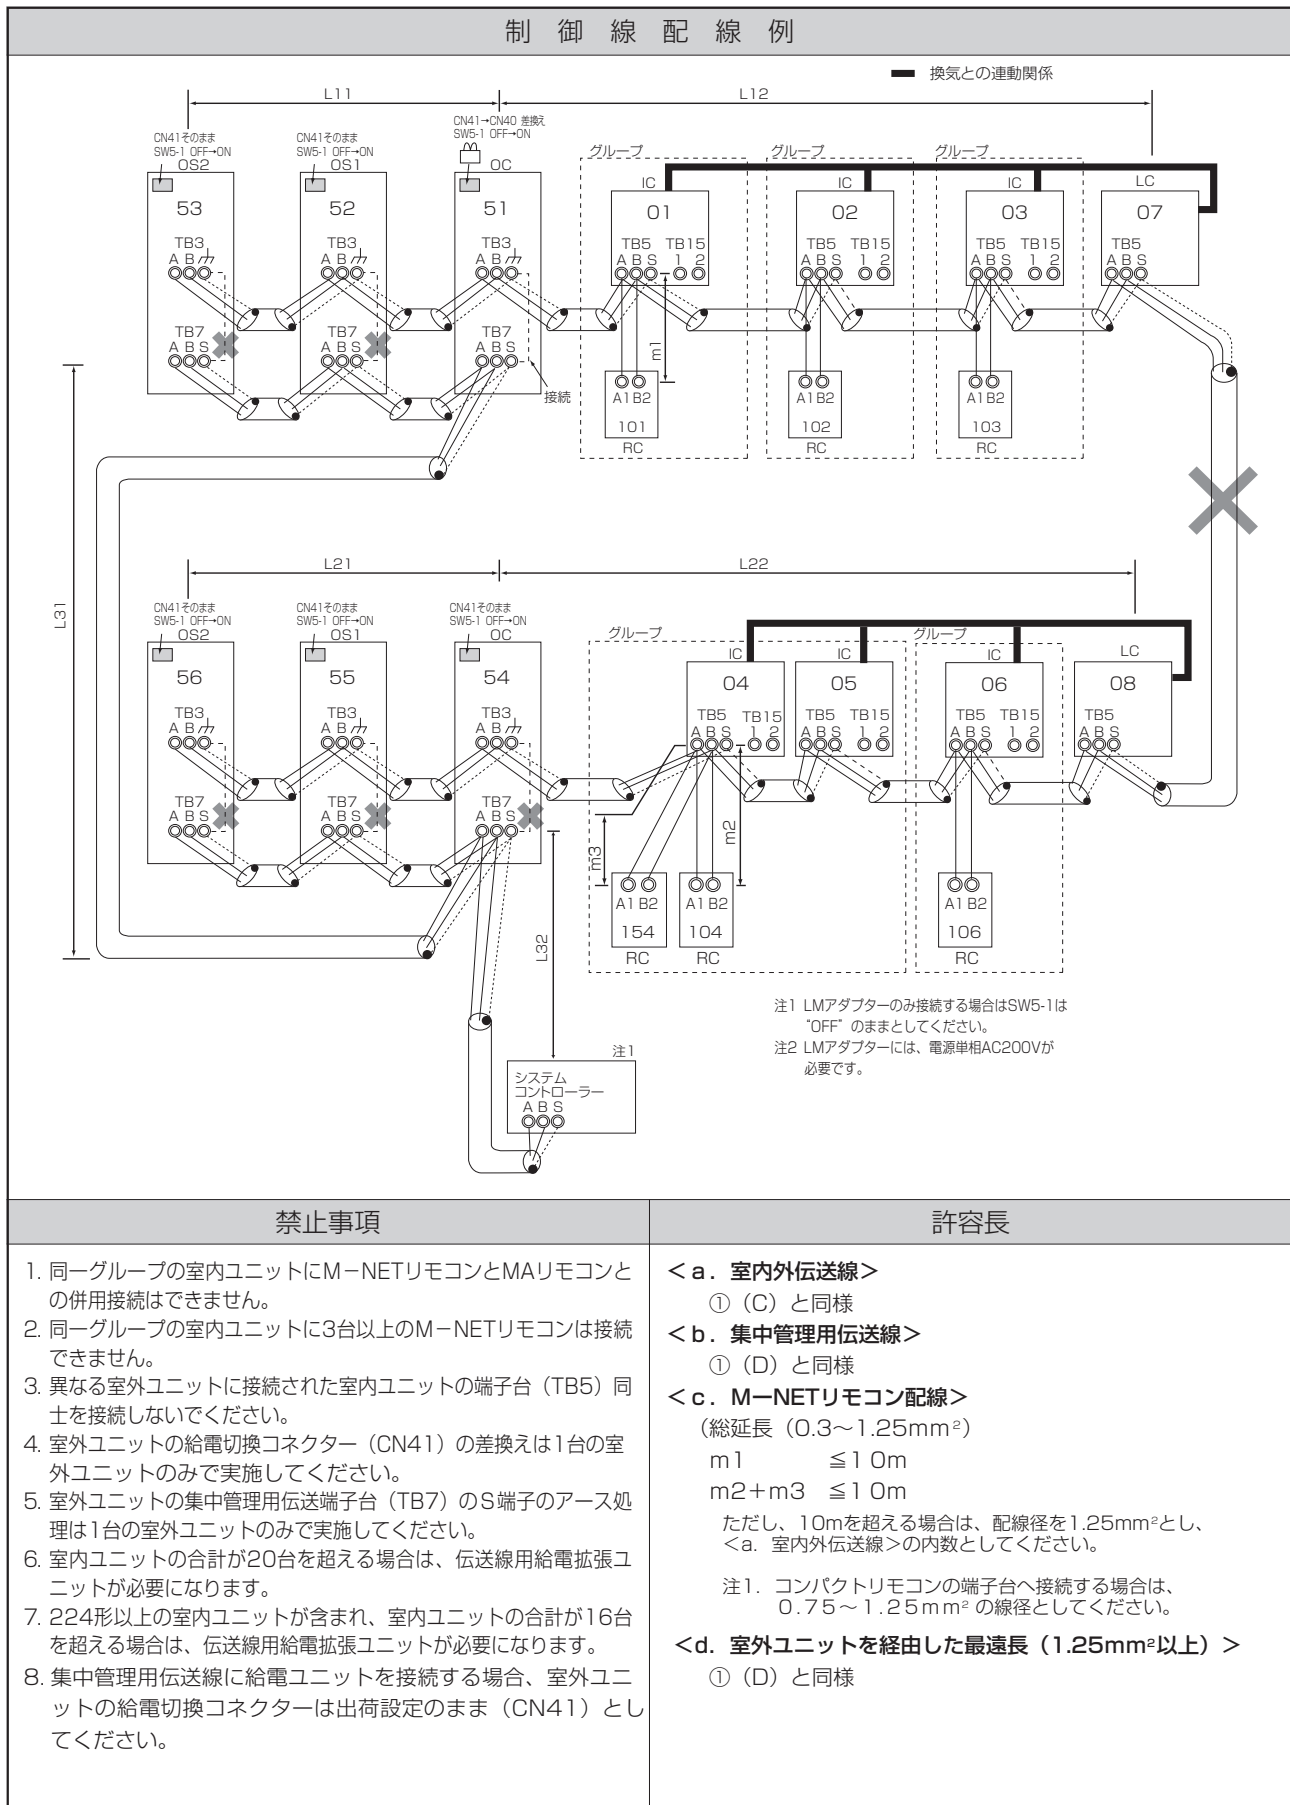 制御線配線例
換気との連動関係
L11
L12
CN41そのまま
SW5-1 OFF→ON
OS2
CN41そのまま
SW5-1 OFF→ON
OS1
CN41→CN40 差換え
SW5-1 OFF→ON
OC
グループ
グループ
グループ
IC
IC
IC
LC
53
52
51
01
02
03
07
TB3
TB3
TB3
TB5 TB15
TB5 TB15
TB5 TB15
TB5
A B
A B
A B
A B S 1 2
A B S 1 2
A B S 1 2
A B S
TB7
TB7
TB7
A B S
A B S
A B S
接続
m1
A1 B2
A1 B2
A1 B2
101
102
103
RC
RC
RC
L31
L21
L22
CN41そのまま
SW5-1 OFF→ON
OS2
CN41そのまま
SW5-1 OFF→ON
OS1
CN41そのまま
SW5-1 OFF→ON
OC
グループ
グループ
IC
IC
IC
LC
56
55
54
04
05
06
08
TB3
TB3
TB3
TB5 TB15
TB5 TB15
TB5 TB15
TB5
A B
A B
A B
A B S 1 2
A B S 1 2
A B S 1 2
A B S
TB7
TB7
TB7
A B S
A B S
A B S
m3
m2
L32
A1 B2
A1 B2
A1 B2
154
104
106
RC
RC
RC
注1
システム
コントローラー
A B S
注1 LMアダプターのみ接続する場合はSW5-1は
“OFF”のままとしてください。
注2 LMアダプターには、電源単相AC200Vが
必要です。
禁止事項
1. 同一グループの室内ユニットにM−NETリモコンとMAリモコンと
の併用接続はできません。
2. 同一グループの室内ユニットに3台以上のM−NETリモコンは接続
できません。
3. 異なる室外ユニットに接続された室内ユニットの端子台（TB5）同
士を接続しないでください。
4. 室外ユニットの給電切換コネクター（CN41）の差換えは1台の室
外ユニットのみで実施してください。
5. 室外ユニットの集中管理用伝送端子台（TB7）のS端子のアース処
理は1台の室外ユニットのみで実施してください。
6. 室内ユニットの合計が20台を超える場合は、伝送線用給電拡張ユ
ニットが必要になります。
7. 224形以上の室内ユニットが含まれ、室内ユニットの合計が16台
を超える場合は、伝送線用給電拡張ユニットが必要になります。
8. 集中管理用伝送線に給電ユニットを接続する場合、室外ユニ
ットの給電切換コネクターは出荷設定のまま（CN41）とし
てください。
許容長
＜a．室内外伝送線＞
①（C）と同様
＜b．集中管理用伝送線＞
①（D）と同様
＜c．M−NETリモコン配線＞
（総延長（0.3〜1.25mm²）
m1 ≦10m
m2+m3 ≦10m
ただし、10mを超える場合は、配線径を1.25mm²とし、
<a. 室内外伝送線>の内数としてください。
注1. コンパクトリモコンの端子台へ接続する場合は、
0.75〜1.25mm² の線径としてください。
＜d．室外ユニットを経由した最遠長（1.25mm²以上）＞
①（D）と同様